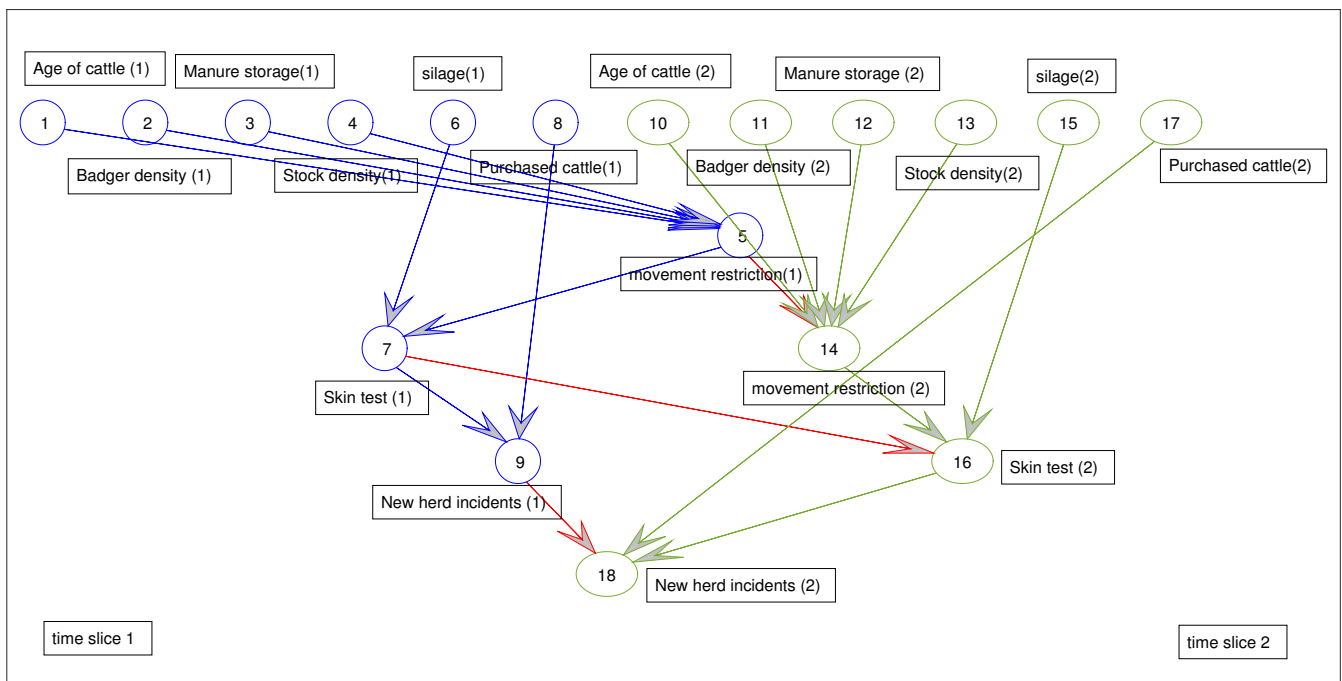 Age of cattle (1)
Manure storage(1)
silage(1)
Age of cattle (2)
Manure storage (2)
silage(2)
1
2
3
4
6
8
10
11
12
13
15
17
Badger density (1)
Stock density(1)
Purchased cattle(1)
Badger density (2)
Stock density(2)
Purchased cattle(2)
5
movement restriction(1)
7
14
Skin test (1)
movement restriction (2)
9
16
Skin test (2)
New herd incidents (1)
18
New herd incidents (2)
time slice 1
time slice 2